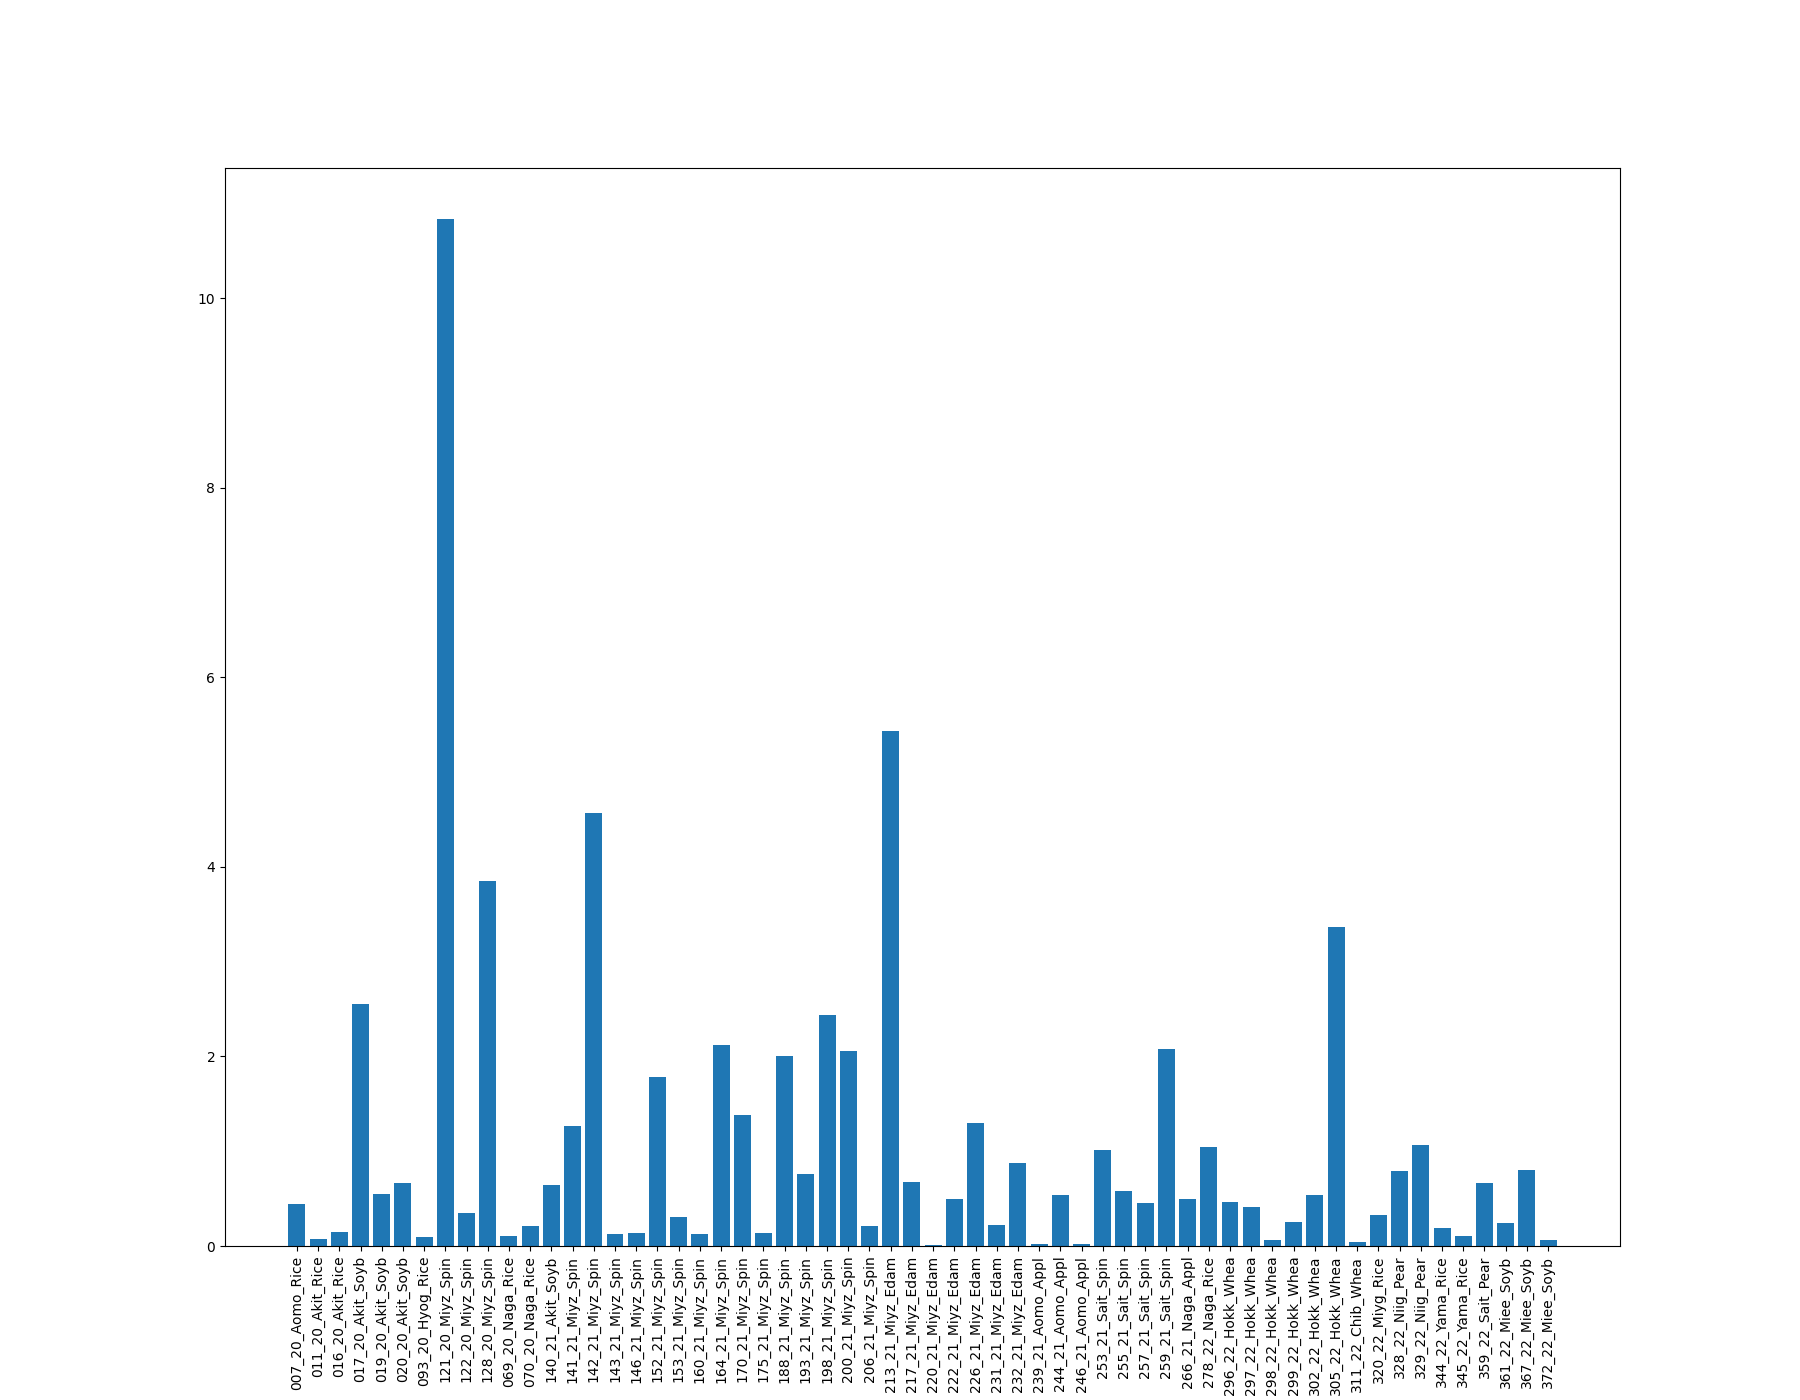 10
8
6
4
2
0
007_20_Aomo_Rice
011_20_Akit_Rice
016_20_Akit_Rice
017_20_Akit_Soyb
019_20_Akit_Soyb
020_20_Akit_Soyb
093_20_Hyog_Rice
121_20_Miyz_Spin
122_20_Miyz_Spin
128_20_Miyz_Spin
069_20_Naga_Rice
070_20_Naga_Rice
140_21_Akit_Soyb
141_21_Miyz_Spin
142_21_Miyz_Spin
143_21_Miyz_Spin
146_21_Miyz_Spin
152_21_Miyz_Spin
153_21_Miyz_Spin
160_21_Miyz_Spin
164_21_Miyz_Spin
170_21_Miyz_Spin
175_21_Miyz_Spin
188_21_Miyz_Spin
193_21_Miyz_Spin
198_21_Miyz_Spin
200_21_Miyz_Spin
206_21_Miyz_Spin
213_21_Miyz_Edam
217_21_Miyz_Edam
220_21_Miyz_Edam
222_21_Miyz_Edam
226_21_Miyz_Edam
231_21_Miyz_Edam
232_21_Miyz_Edam
239_21_Aomo_Appl
244_21_Aomo_Appl
246_21_Aomo_Appl
253_21_Sait_Spin
255_21_Sait_Spin
257_21_Sait_Spin
259_21_Sait_Spin
266_21_Naga_Appl
278_22_Naga_Rice
296_22_Hokk_Whea
297_22_Hokk_Whea
298_22_Hokk_Whea
299_22_Hokk_Whea
302_22_Hokk_Whea
305_22_Hokk_Whea
311_22_Chib_Whea
320_22_Miyg_Rice
328_22_Niig_Pear
329_22_Niig_Pear
344_22_Yama_Rice
345_22_Yama_Rice
359_22_Sait_Pear
361_22_Miee_Soyb
367_22_Miee_Soyb
372_22_Miee_Soyb